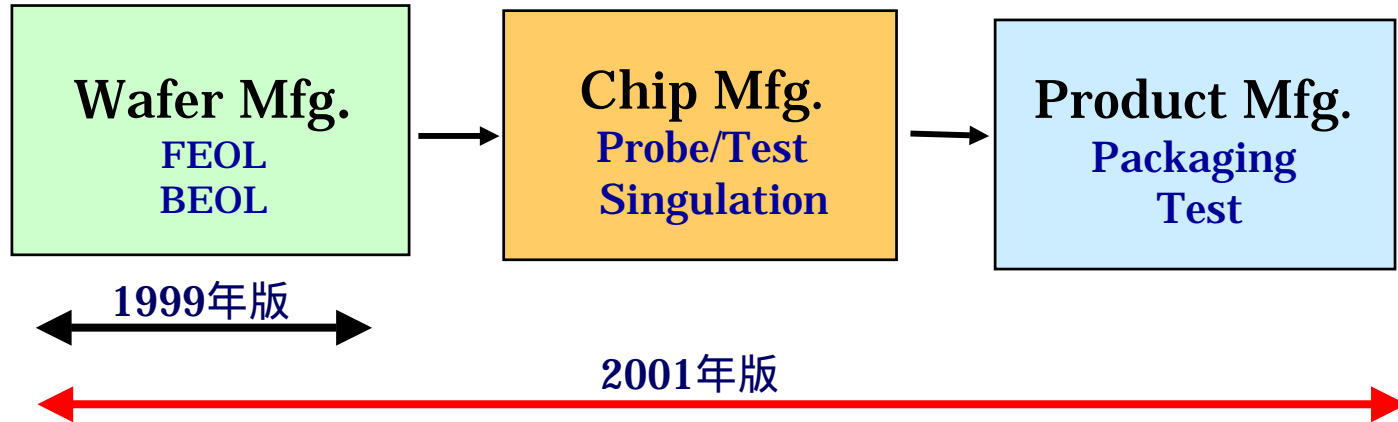 Wafer Mfg.
FEOL
BEOL
Chip Mfg.
Probe/Test
Singulation
Product Mfg.
Packaging
Test
1999年版
2001年版